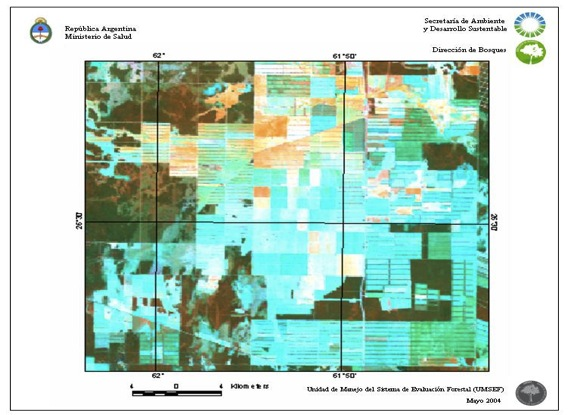 República Argentina
Ministerio de Salud
Secretaría de Ambiente
y Desarrollo Sustentable
Dirección de Bosques
62° 61°50'
26°30' 26°30'
62° 61°50'
4 0 4 Kilometers
Unidad de Manejo del Sistema de Evaluación Forestal (UMSEF)
Mayo 2004